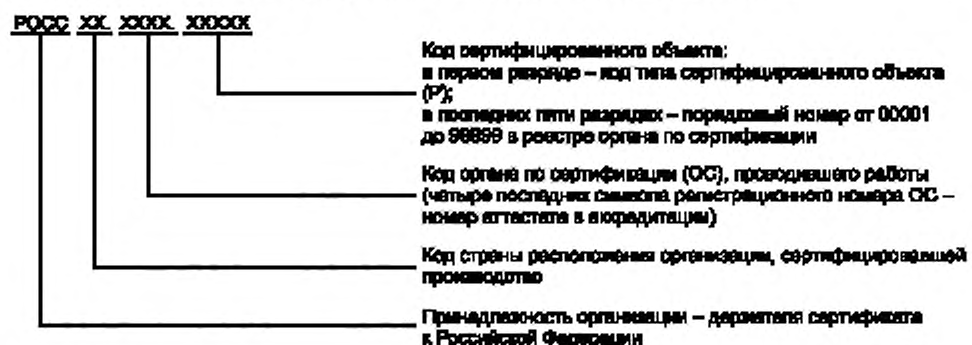 РОСС XX. XXXX. XXXXX
Код сертифицированного объекта:
в первом разряде – код типа сертифицированного объекта
(Р);
в последних пяти разрядах – порядковый номер от 00001
до 99999 в реестре органа по сертификации
Код органа по сертификации (ОС), проводившего работы
(четыре последних символа регистрационного номера ОС –
номер аттестата в аккредитации)
Код страны расположения организации, сертифицировавшей
производство
Принадлежность организации – держателя сертификата
к Российской Федерации